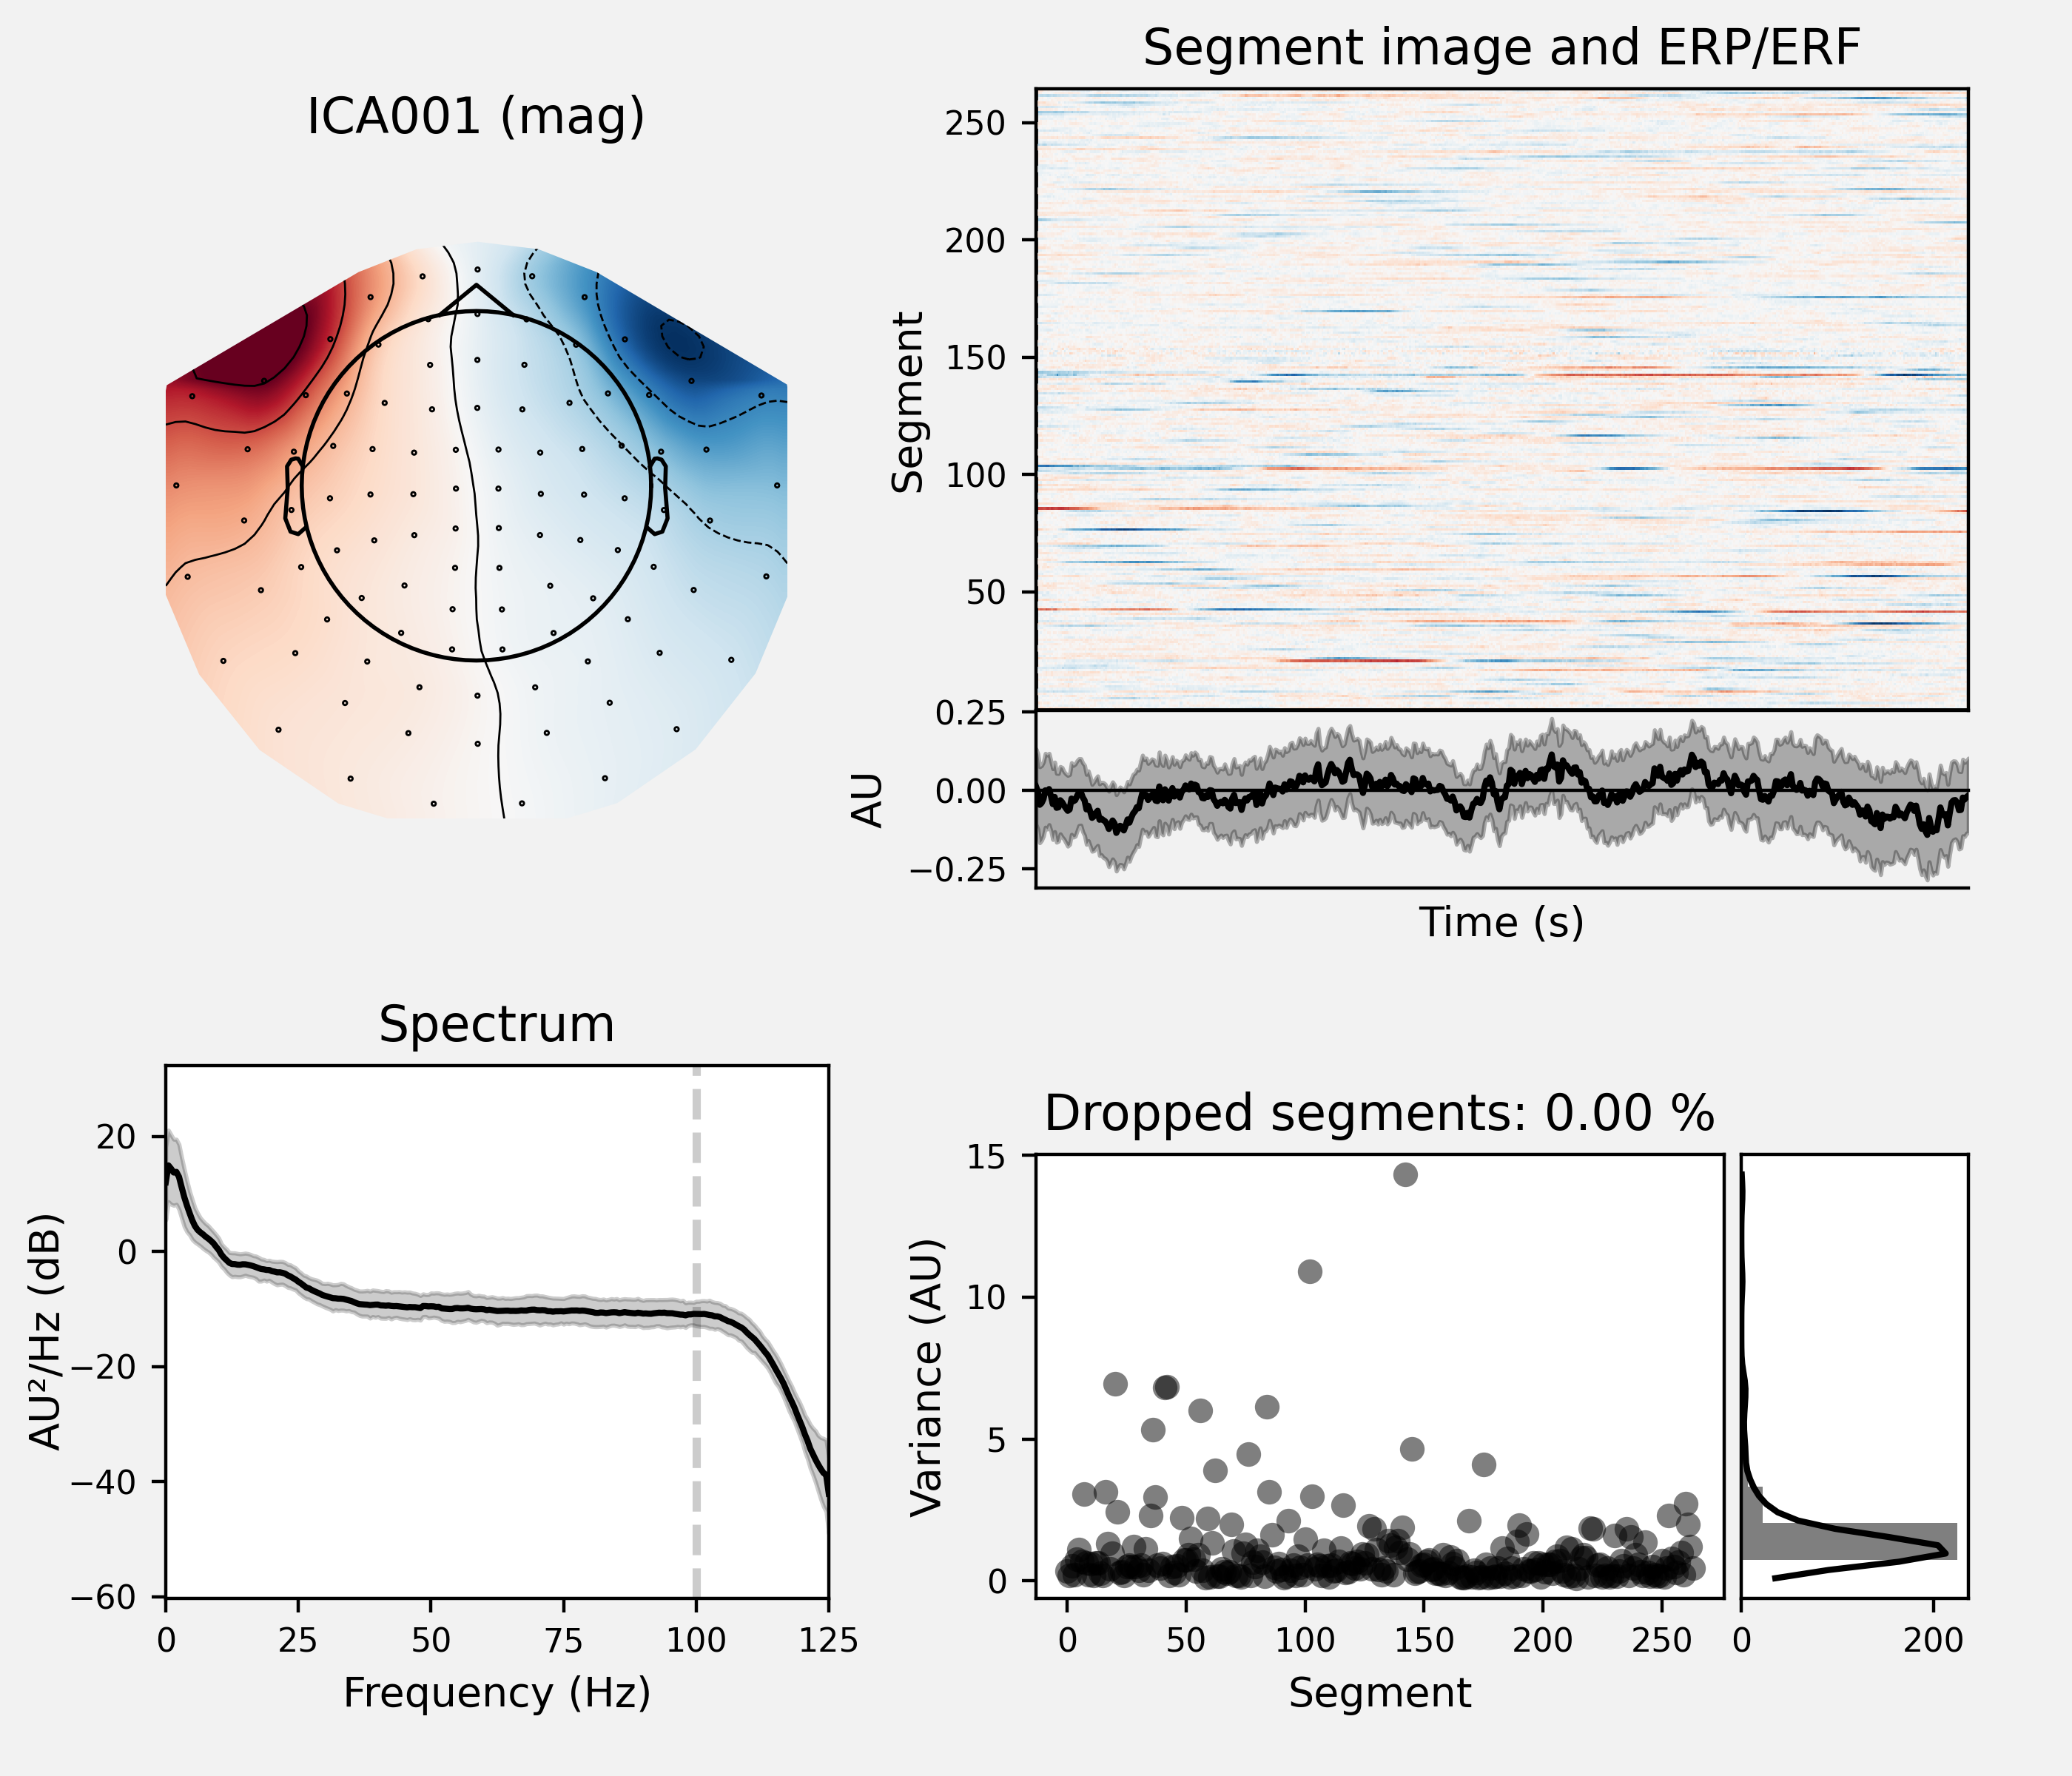 ICA001 (mag)
Segment image and ERP/ERF
Segment
250
200
150
100
50
AU
0.25
0.00
−0.25
Time (s)
Spectrum
AU²/Hz (dB)
20
0
−20
−40
−60
0 25 50 75 100 125
Frequency (Hz)
Dropped segments: 0.00 %
Variance (AU)
15
10
5
0
0 50 100 150 200 250
Segment
0 200